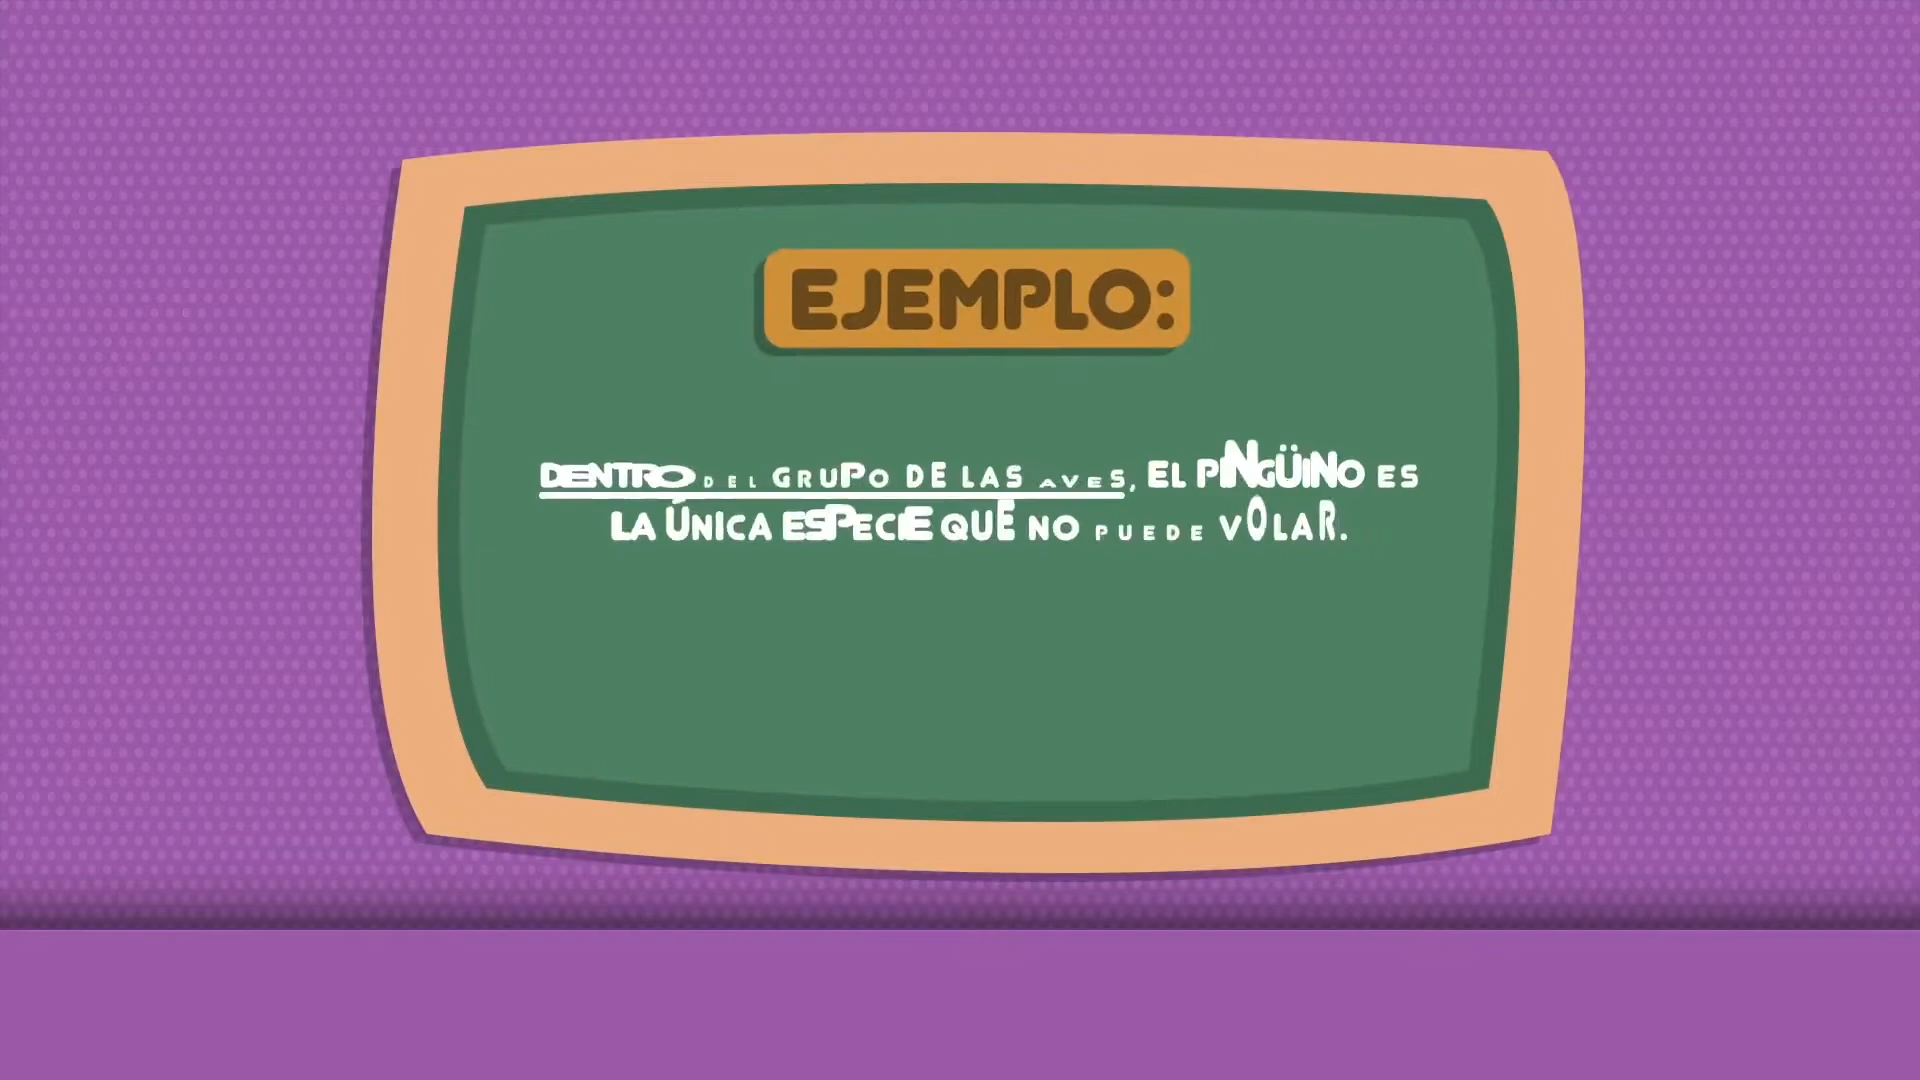 EJEMPLO:
DENTRO DEL GRUPO DE LAS AVES, EL PINGÜINO ES
LA ÚNICA ESPECIE QUE NO PUEDE VOLAR.